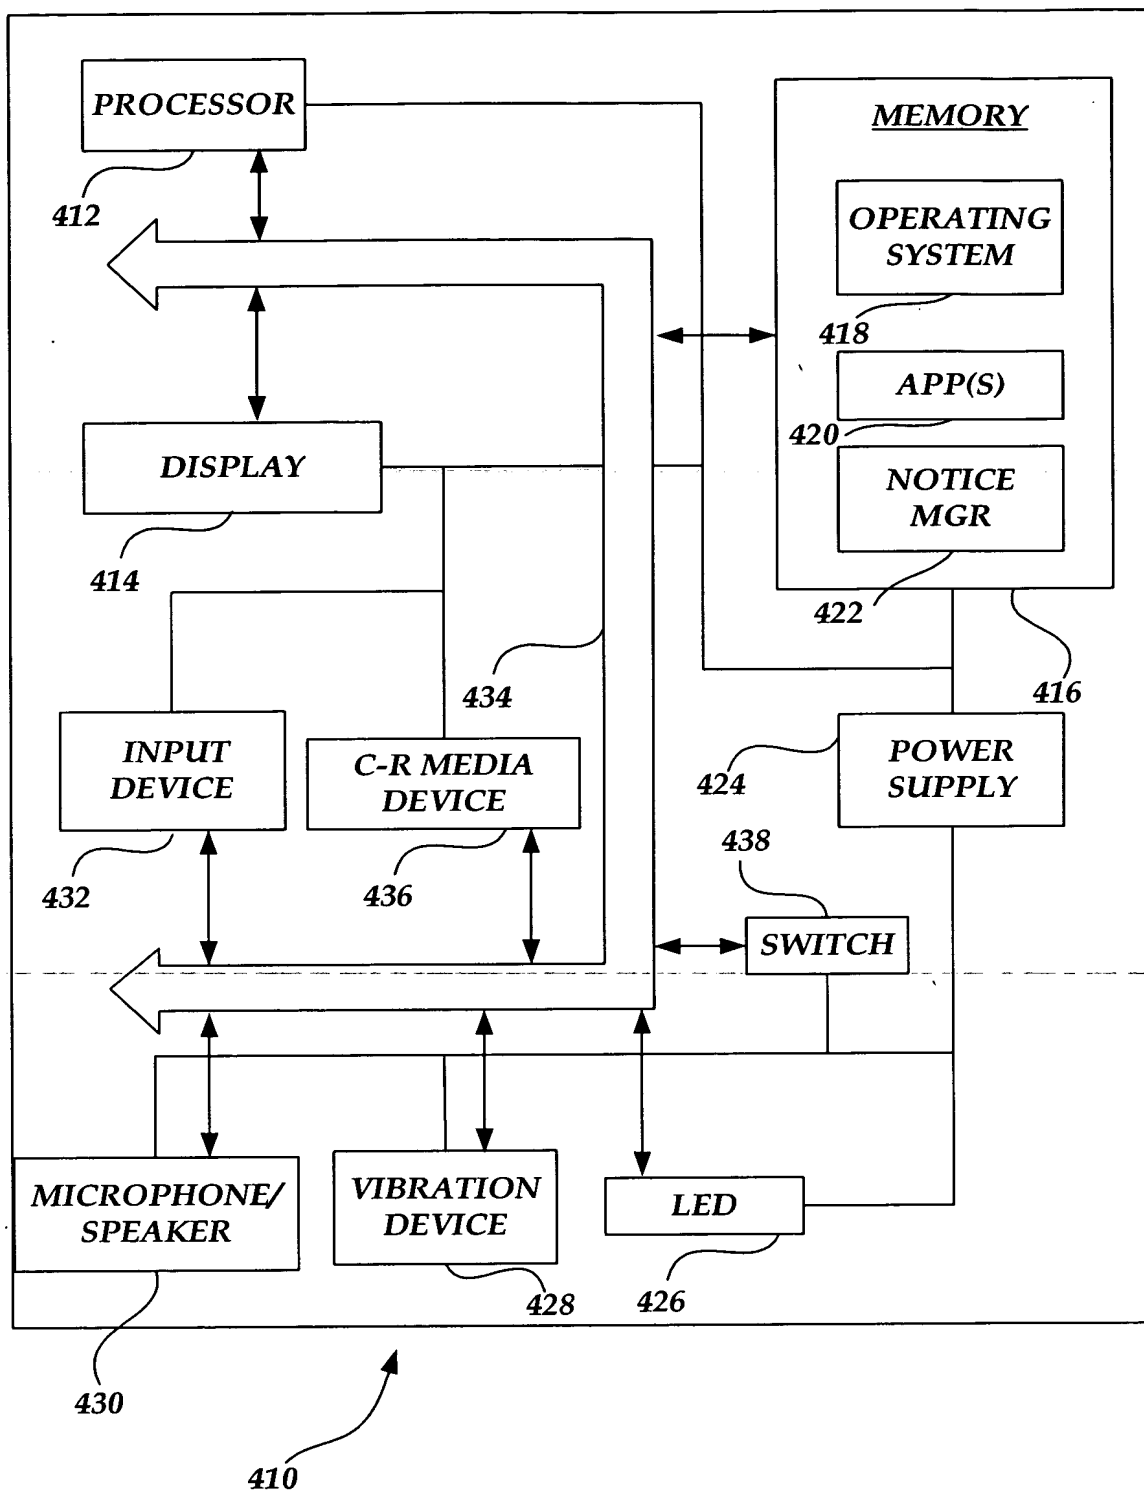 PROCESSOR
412
MEMORY
OPERATING
SYSTEM
418
APP(S)
420
NOTICE
MGR
422
416
DISPLAY
414
434
INPUT
DEVICE
432
C-R MEDIA
DEVICE
436
POWER
SUPPLY
424
438
SWITCH
MICROPHONE/
SPEAKER
430
VIBRATION
DEVICE
428
LED
426
410